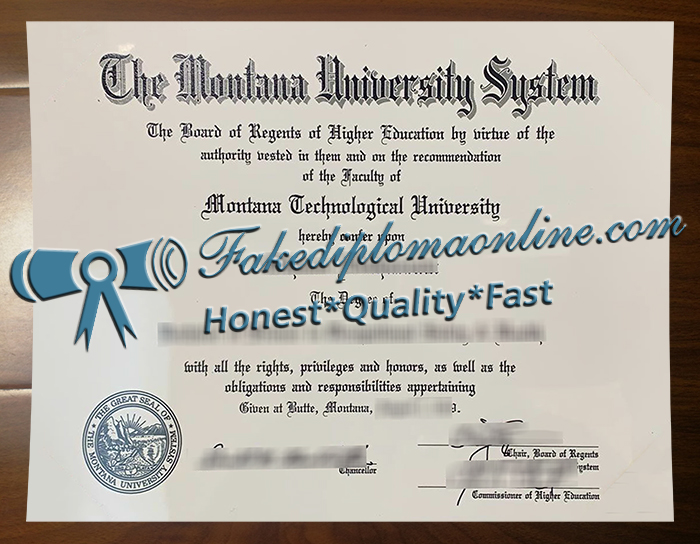 The Montana University System
The Board of Regents of Higher Education by virtue of the
authority vested in them and on the recommendation
of the Faculty of
Montana Technological University
hereby confer upon
Fakediplomaonline.com
The Degree of
Honest*Quality*Fast
with all the rights, privileges and honors, as well as the
obligations and responsibilities appertaining
Given at Butte, Montana,
THE GREAT SEAL OF THE MONTANA UNIVERSITY SYSTEM
Chair, Board of Regents
Chancellor
Commissioner of Higher Education